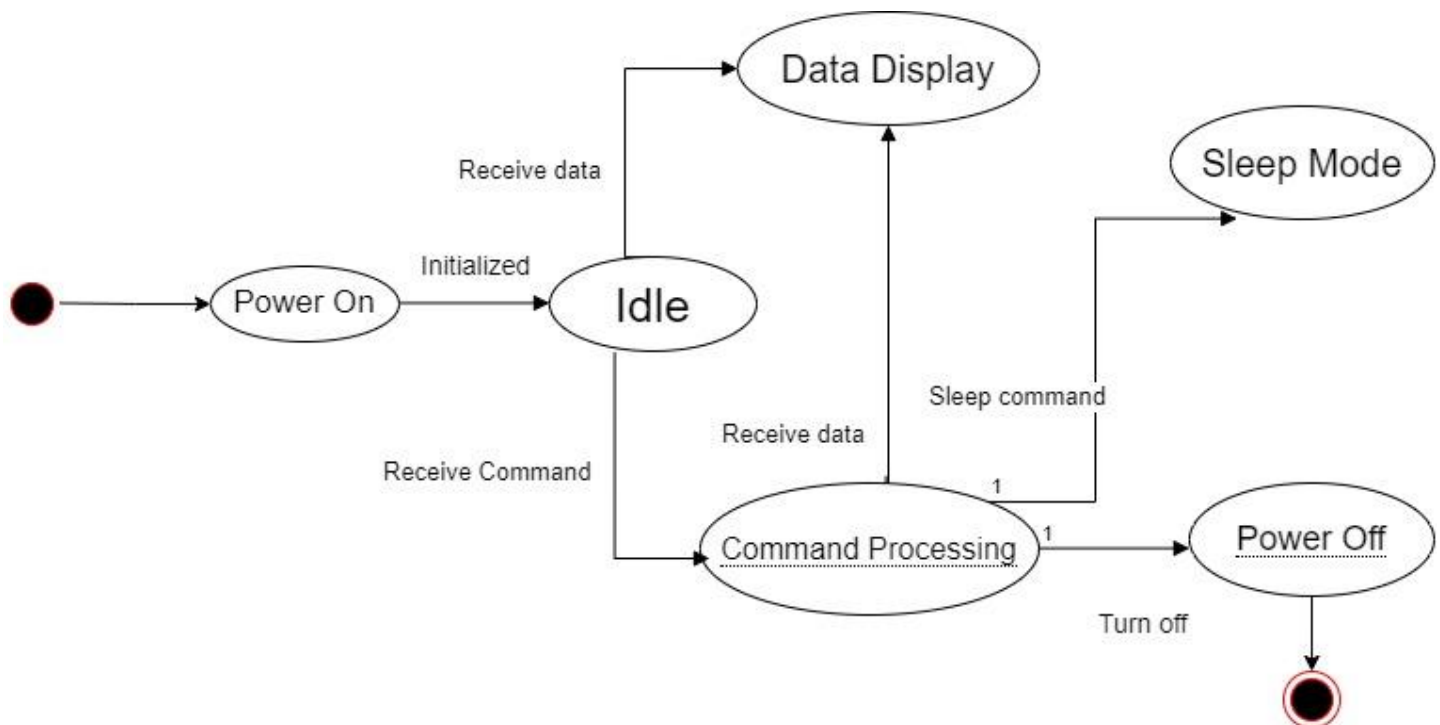 Data Display
Sleep Mode
Receive data
Initialized
Power On
Idle
Sleep command
Receive data
Receive Command
1
1
Power Off
Command Processing
Turn off